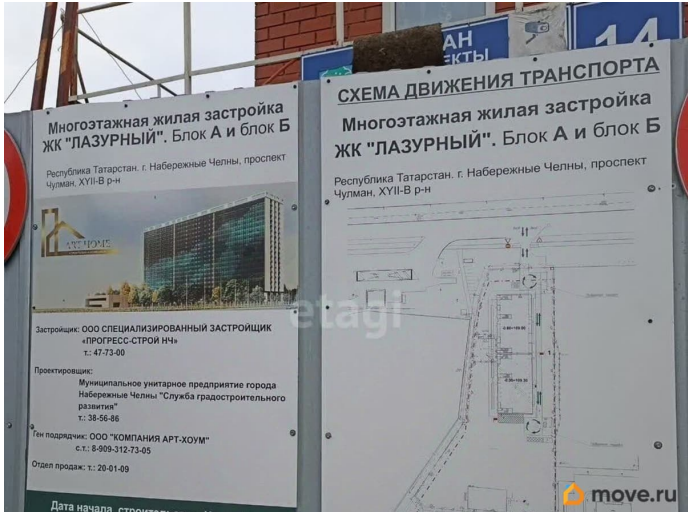 АН
ЕКТЫ
14
Многоэтажная жилая застройка
ЖК "ЛАЗУРНЫЙ". Блок А и блок Б
Республика Татарстан. г. Набережные Челны, проспект
Чулман, XYII-В р-н
ART HOME
Застройщик: ООО СПЕЦИАЛИЗИРОВАННЫЙ ЗАСТРОЙЩИК
«ПРОГРЕСС-СТРОЙ НЧ»
т.: 47-73-00
Проектировщик:
Муниципальное унитарное предприятие города
Набережные Челны "Служба градостроительного
развития"
т.: 38-56-86
Ген подрядчик: ООО "КОМПАНИЯ АРТ-ХОУМ"
с.т.: 8-909-312-73-05
Отдел продаж: т.: 20-01-09
Дата начала
СХЕМА ДВИЖЕНИЯ ТРАНСПОРТА
Многоэтажная жилая застройка
ЖК "ЛАЗУРНЫЙ". Блок А и блок Б
Республика Татарстан. г. Набережные Челны, проспект
Чулман, XYII-В р-н
etagi
move.ru